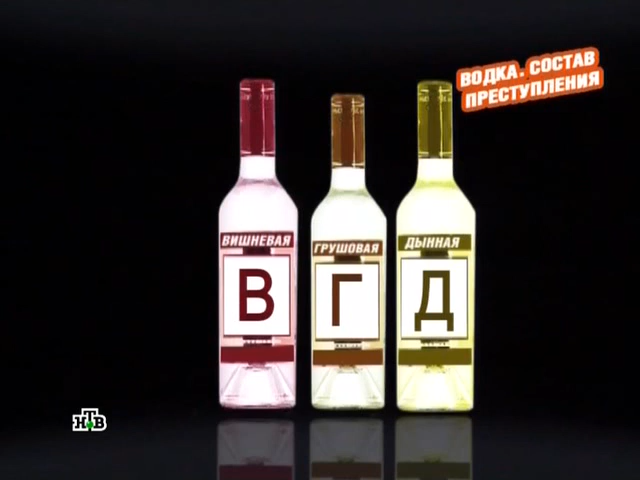 ВОДКА. СОСТАВ
ПРЕСТУПЛЕНИЯ
ВИШНЕВАЯ
ГРУШОВАЯ
ДЫННАЯ
В
Г
Д
НТВ